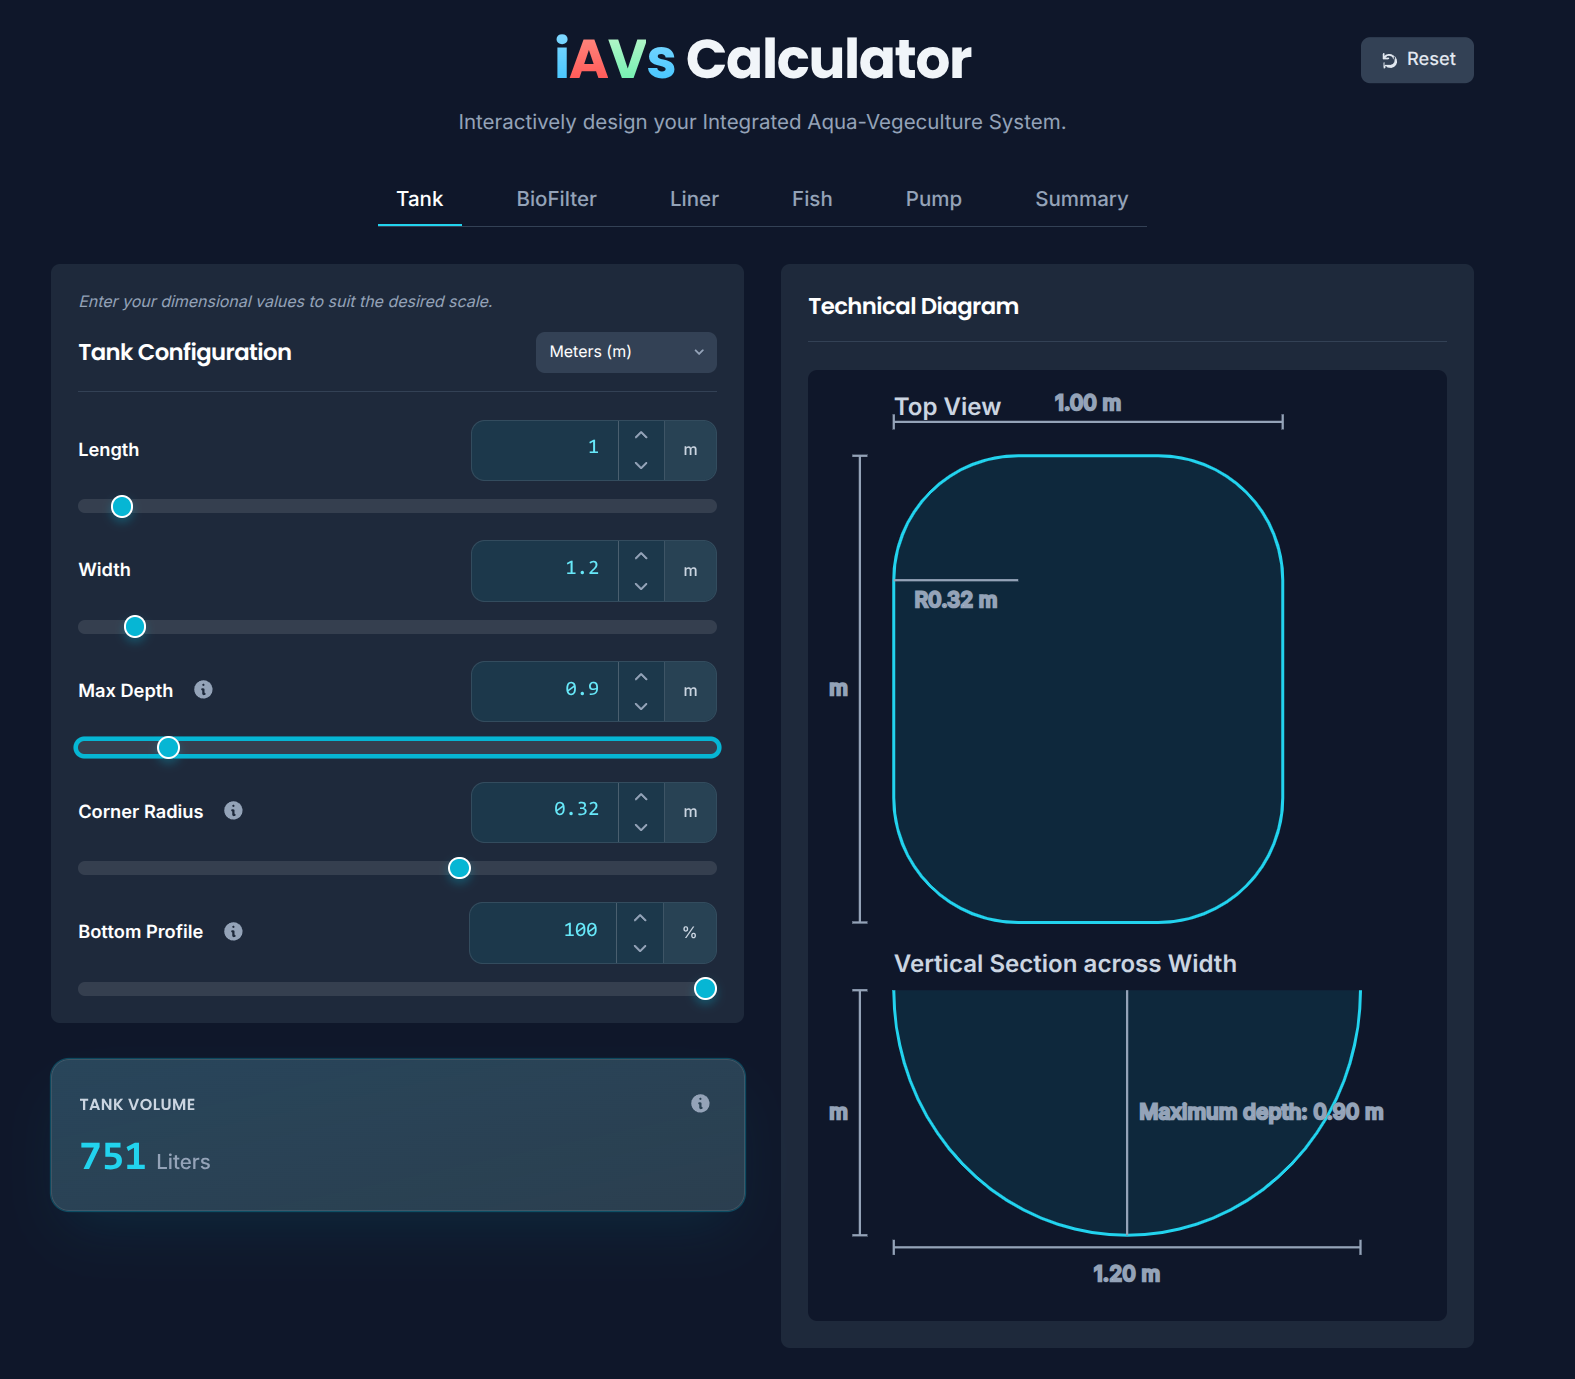 iAVs Calculator
Reset
Interactively design your Integrated Aqua-Vegeculture System.
Tank
BioFilter
Liner
Fish
Pump
Summary
Enter your dimensional values to suit the desired scale.
Tank Configuration
Meters (m)
Length
1
m
Width
1.2
m
Max Depth
0.9
m
Corner Radius
0.32
m
Bottom Profile
100
%
TANK VOLUME
751 Liters
Technical Diagram
Top View
1.00 m
R0.32 m
m
Vertical Section across Width
m
Maximum depth: 0.90 m
1.20 m